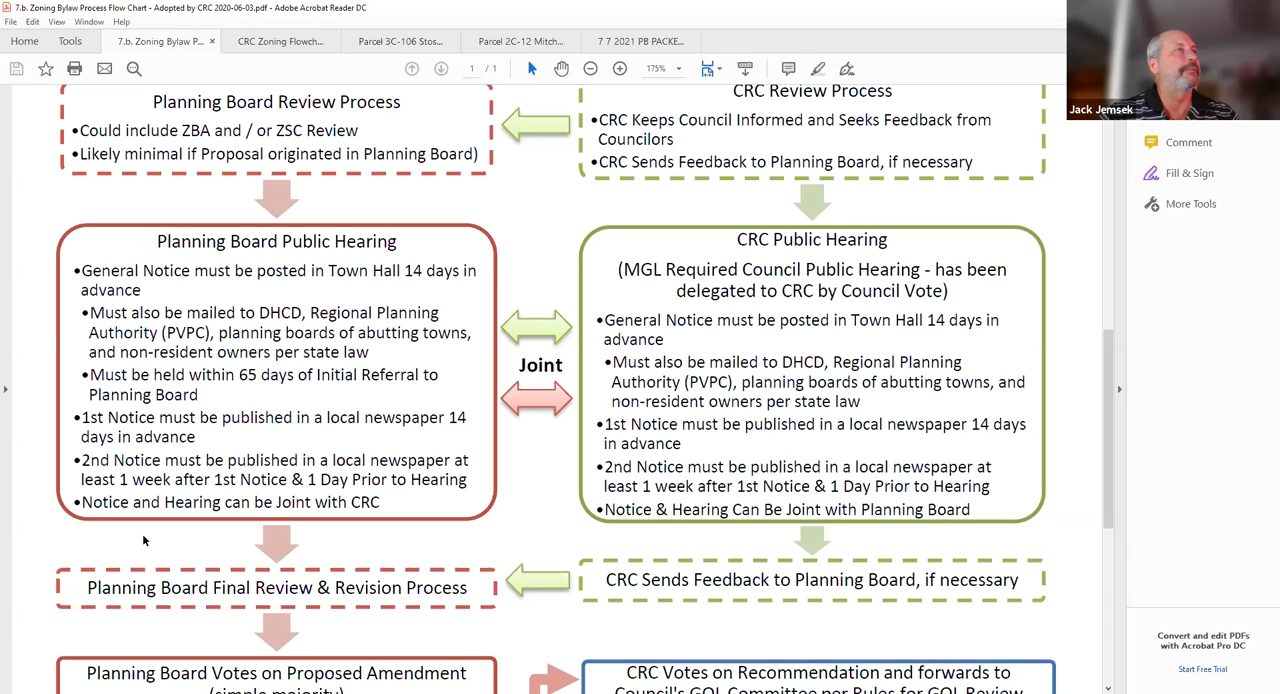 7.b. Zoning Bylaw Process Flow Chart - Adopted by CRC 2020-06-03.pdf - Adobe Acrobat Reader DC
File Edit View Window Help
Home Tools 7.b. Zoning Bylaw P... × CRC Zoning Flowch... Parcel 3C-106 Stos... Parcel 2C-12 Mitch... 7 7 2021 PB PACKE...
1 / 1 175%
Jack Jemsek
Comment
Fill & Sign
More Tools
Planning Board Review Process
•Could include ZBA and / or ZSC Review
•Likely minimal if Proposal originated in Planning Board)
CRC Review Process
•CRC Keeps Council Informed and Seeks Feedback from
Councilors
•CRC Sends Feedback to Planning Board, if necessary
Planning Board Public Hearing
•General Notice must be posted in Town Hall 14 days in
advance
•Must also be mailed to DHCD, Regional Planning
Authority (PVPC), planning boards of abutting towns,
and non-resident owners per state law
•Must be held within 65 days of Initial Referral to
Planning Board
•1st Notice must be published in a local newspaper 14
days in advance
•2nd Notice must be published in a local newspaper at
least 1 week after 1st Notice & 1 Day Prior to Hearing
•Notice and Hearing can be Joint with CRC
Joint
CRC Public Hearing
(MGL Required Council Public Hearing - has been
delegated to CRC by Council Vote)
•General Notice must be posted in Town Hall 14 days in
advance
•Must also be mailed to DHCD, Regional Planning
Authority (PVPC), planning boards of abutting towns, and
non-resident owners per state law
•1st Notice must be published in a local newspaper 14 days
in advance
•2nd Notice must be published in a local newspaper at
least 1 week after 1st Notice & 1 Day Prior to Hearing
•Notice & Hearing Can Be Joint with Planning Board
Planning Board Final Review & Revision Process
CRC Sends Feedback to Planning Board, if necessary
Planning Board Votes on Proposed Amendment
(simple majority)
CRC Votes on Recommendation and forwards to
Council's GOL Committee per Rules for GOL Review
Convert and edit PDFs
with Acrobat Pro DC
Start Free Trial